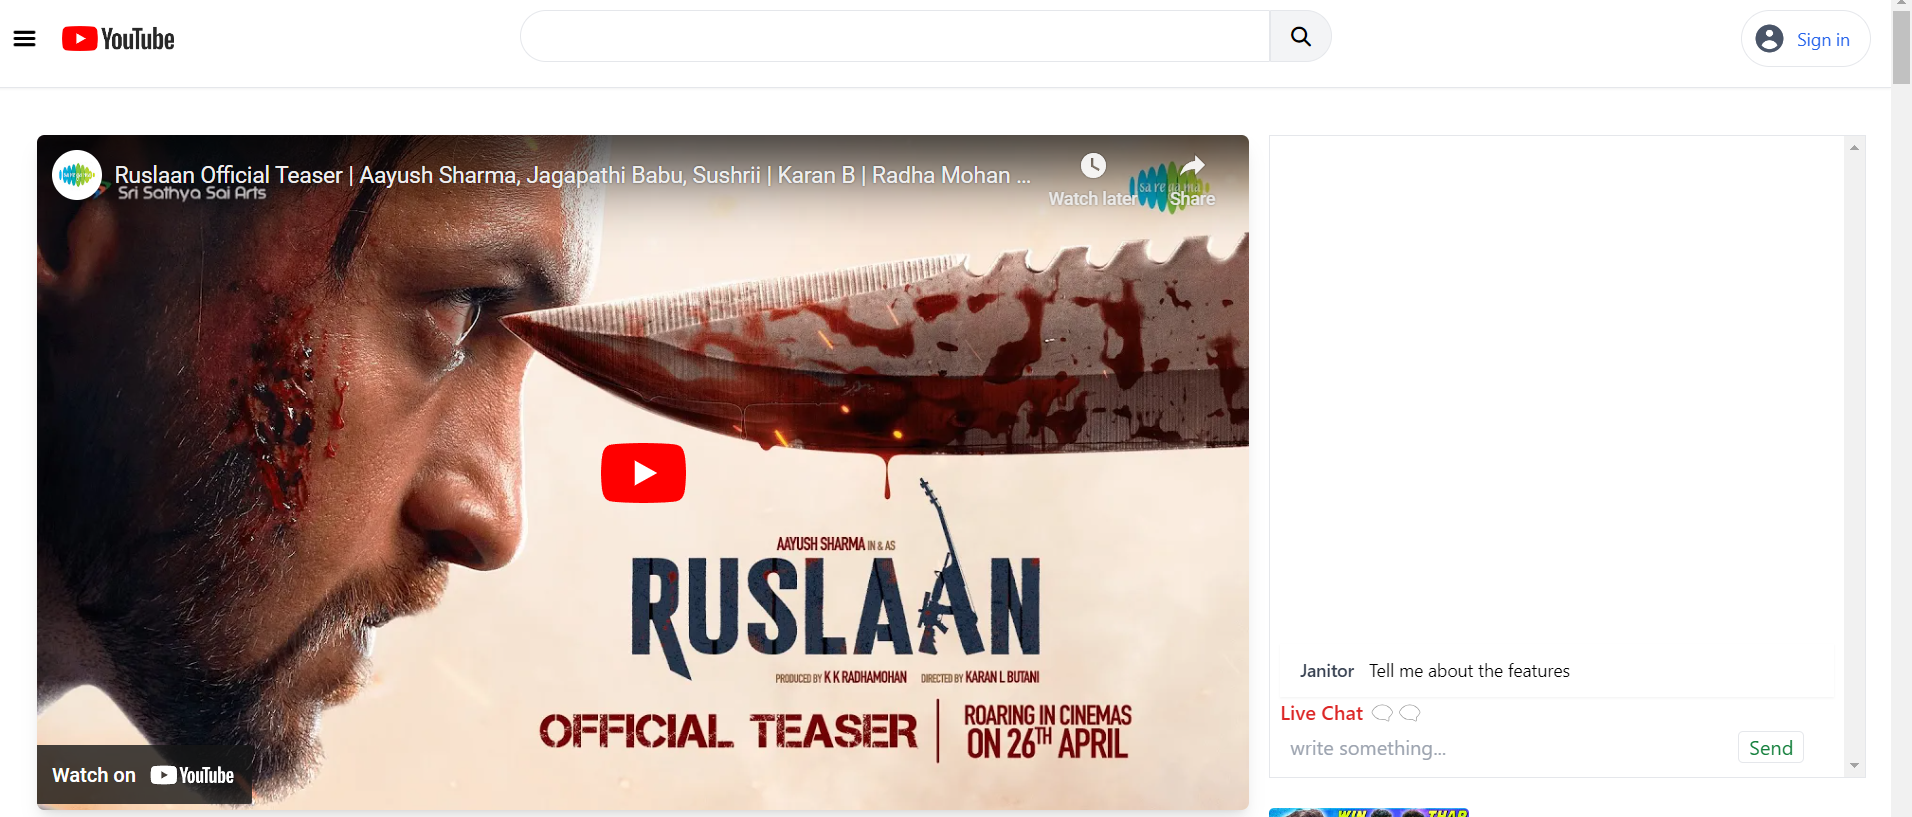 YouTube
Sign in
Ruslaan Official Teaser | Aayush Sharma, Jagapathi Babu, Sushrii | Karan B | Radha Mohan ...
Sri Sathya Sai Arts
Watch later
saregama
Share
AAYUSH SHARMA IN & AS
RUSLAAN
PRODUCED BY K K RADHAMOHAN DIRECTED BY KARAN L BUTANI
OFFICIAL TEASER
ROARING IN CINEMAS
ON 26TH APRIL
Watch on YouTube
Janitor Tell me about the features
Live Chat
write something...
Send
WIN
THAR